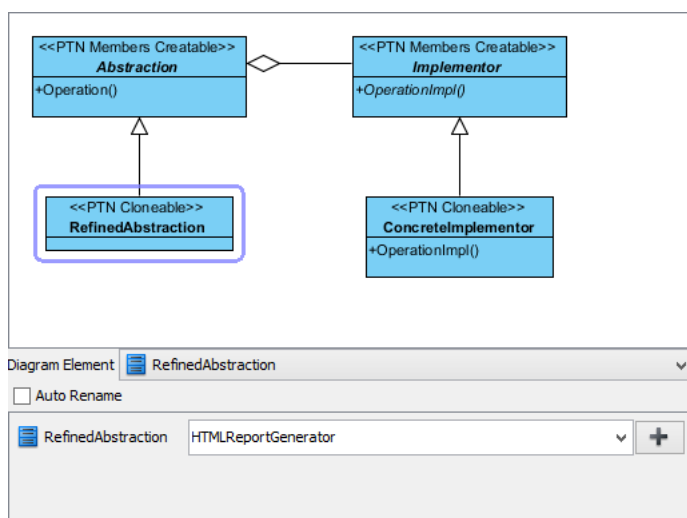 <<PTN Members Creatable>>
Abstraction
+Operation()
<<PTN Members Creatable>>
Implementor
+OperationImpl()
<<PTN Cloneable>>
RefinedAbstraction
<<PTN Cloneable>>
ConcreteImplementor
+OperationImpl()
Diagram Element RefinedAbstraction
Auto Rename
RefinedAbstraction HTMLReportGenerator